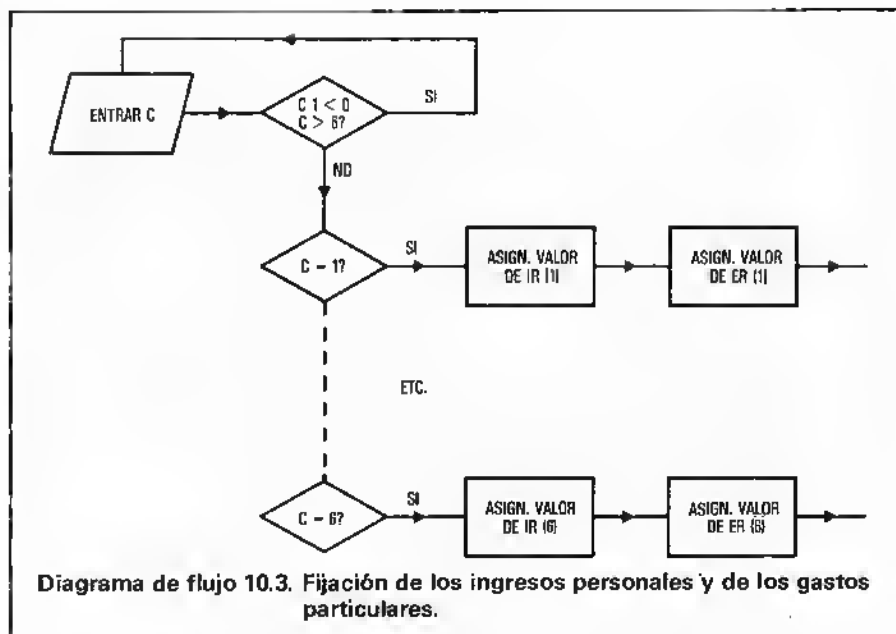 ENTRAR C
C 1 < 0
C > 6?
SI
NO
C – 1?
SI
ASIGN. VALOR
DE IR (1)
ASIGN. VALOR
DE ER (1)
ETC.
C – 6?
SI
ASIGN. VALOR
DE IR (6)
ASIGN. VALOR
DE ER (6)
Diagrama de flujo 10.3. Fijación de los ingresos personales y de los gastos
particulares.